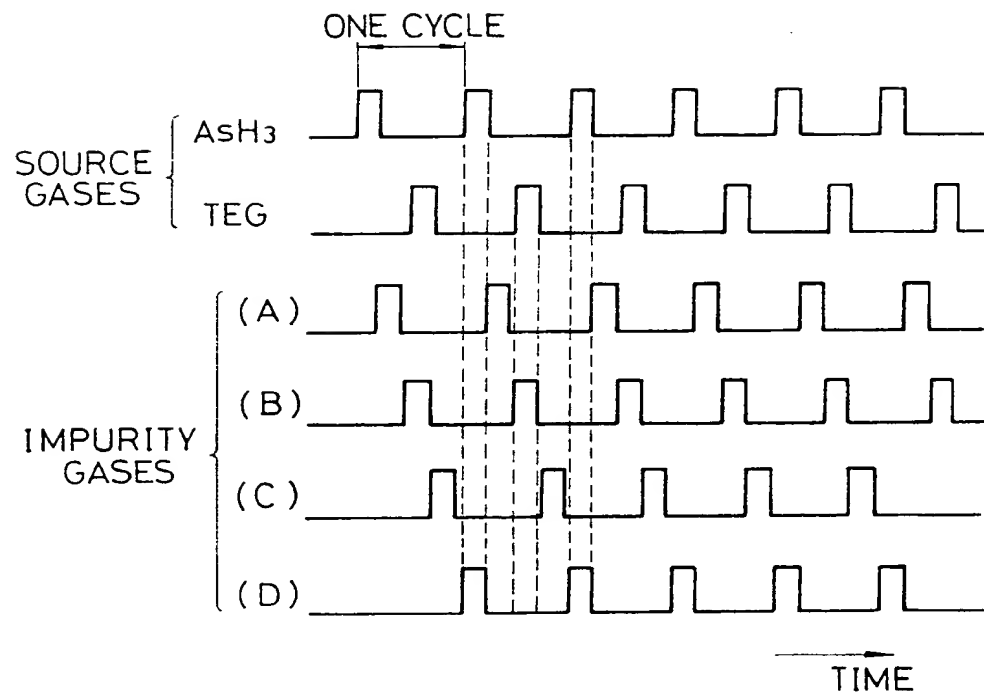 ONE CYCLE
AsH3
SOURCE
GASES
TEG
(A)
(B)
IMPURITY
GASES
(C)
(D)
TIME